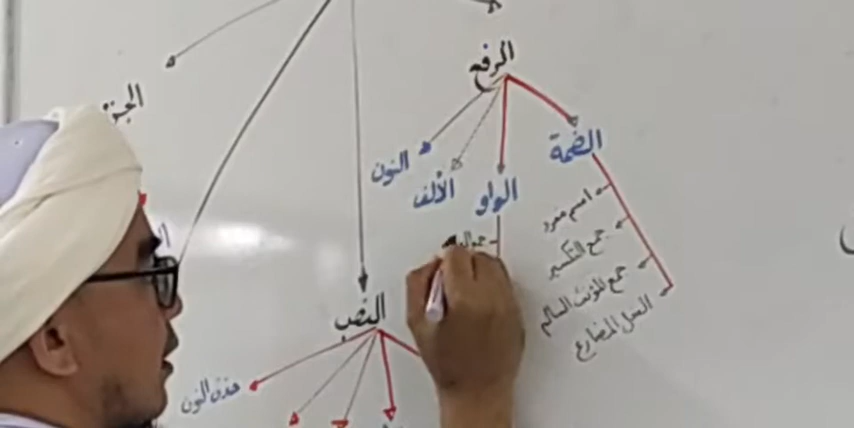 الرفع
الضمة
الواو
الألف
النون
اسم مفرد
جمع التكسير
جمع المؤنث السالم
الفعل المضارع
النصب
حذف النون